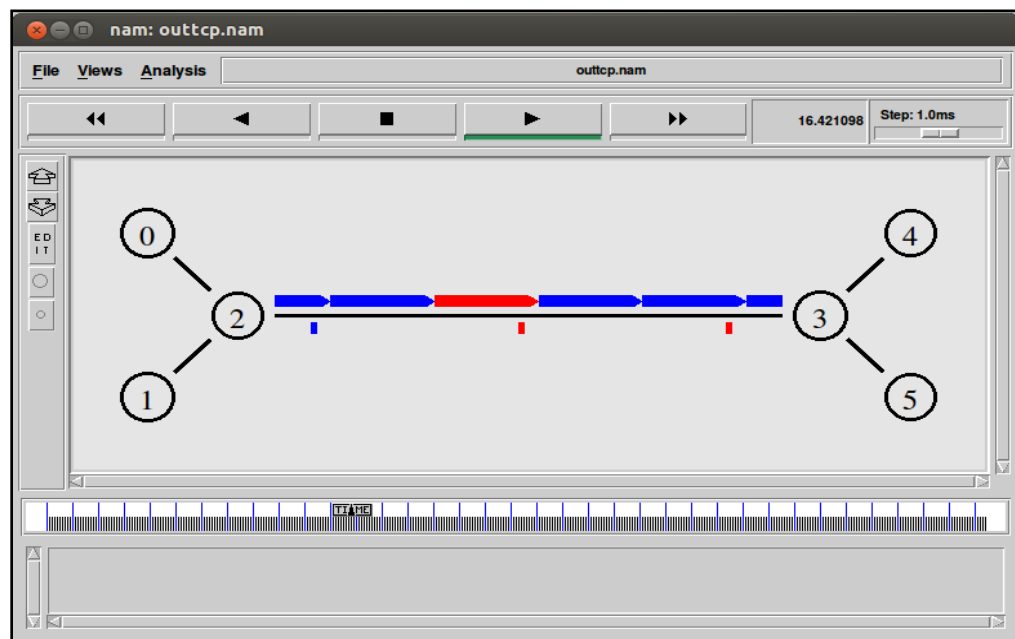 nam: outtcp.nam
File Views Analysis outtcp.nam
16.421098 Step: 1.0ms
E D
I T
0
4
2
3
1
5
TIME